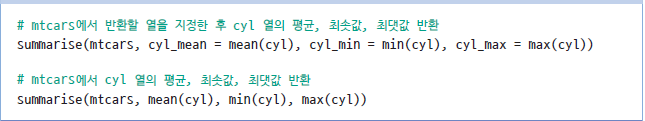 # mtcars에서 반환할 열을 지정한 후 cyl 열의 평균, 최솟값, 최댓값 반환
summarise(mtcars, cyl_mean = mean(cyl), cyl_min = min(cyl), cyl_max = max(cyl))
# mtcars에서 cyl 열의 평균, 최솟값, 최댓값 반환
summarise(mtcars, mean(cyl), min(cyl), max(cyl))